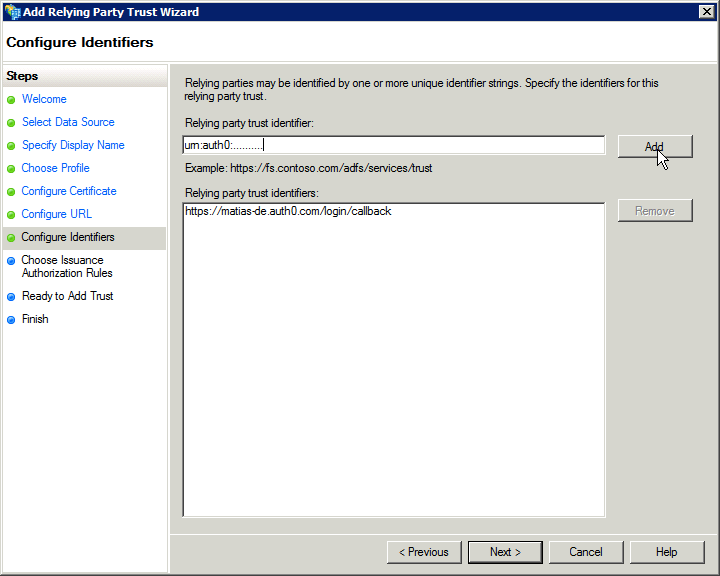 Add Relying Party Trust Wizard
Configure Identifiers
Steps
Welcome
Select Data Source
Specify Display Name
Choose Profile
Configure Certificate
Configure URL
Configure Identifiers
Choose Issuance
Authorization Rules
Ready to Add Trust
Finish
Relying parties may be identified by one or more unique identifier strings. Specify the identifiers for this
relying party trust.
Relying party trust identifier:
urn:auth0:..........
Add
Example: https://fs.contoso.com/adfs/services/trust
Relying party trust identifiers:
https://matias-de.auth0.com/login/callback
Remove
< Previous
Next >
Cancel
Help